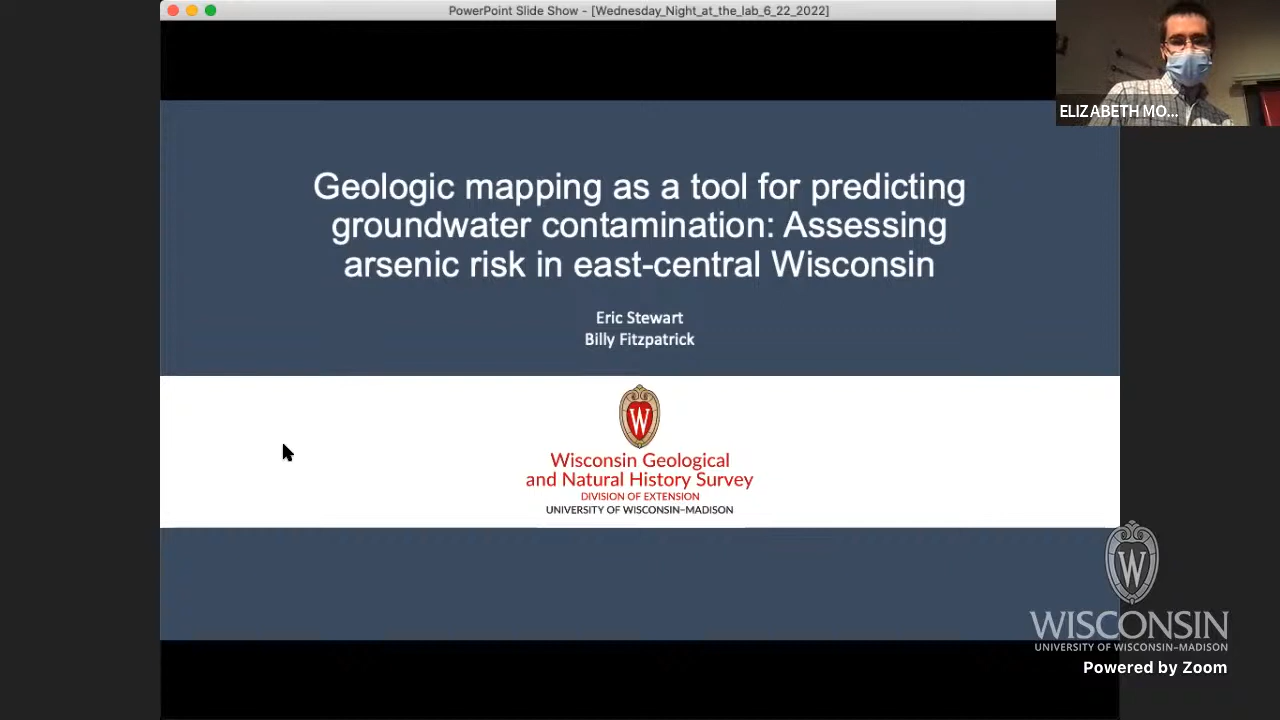 PowerPoint Slide Show - [Wednesday_Night_at_the_lab_6_22_2022]
ELIZABETH MO...
Geologic mapping as a tool for predicting
groundwater contamination: Assessing
arsenic risk in east-central Wisconsin
Eric Stewart
Billy Fitzpatrick
W
Wisconsin Geological
and Natural History Survey
DIVISION OF EXTENSION
UNIVERSITY OF WISCONSIN–MADISON
W
WISCONSIN
UNIVERSITY OF WISCONSIN–MADISON
Powered by Zoom